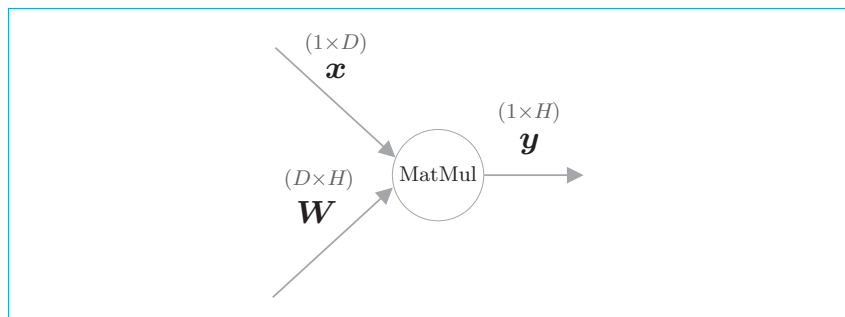 (1×D)
x
(1×H)
y
MatMul
(D×H)
W